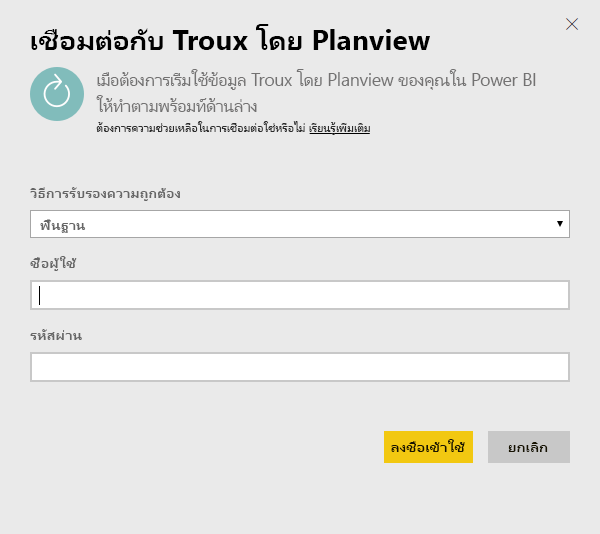 เชื่อมต่อกับ Troux โดย Planview
เมื่อต้องการเริ่มใช้ข้อมูล Troux โดย Planview ของคุณใน Power BI
ให้ทำตามพร้อมท์ด้านล่าง
ต้องการความช่วยเหลือในการเชื่อมต่อใช่หรือไม่ เรียนรู้เพิ่มเติม
วิธีการรับรองความถูกต้อง
พื้นฐาน
ชื่อผู้ใช้
รหัสผ่าน
ลงชื่อเข้าใช้ ยกเลิก